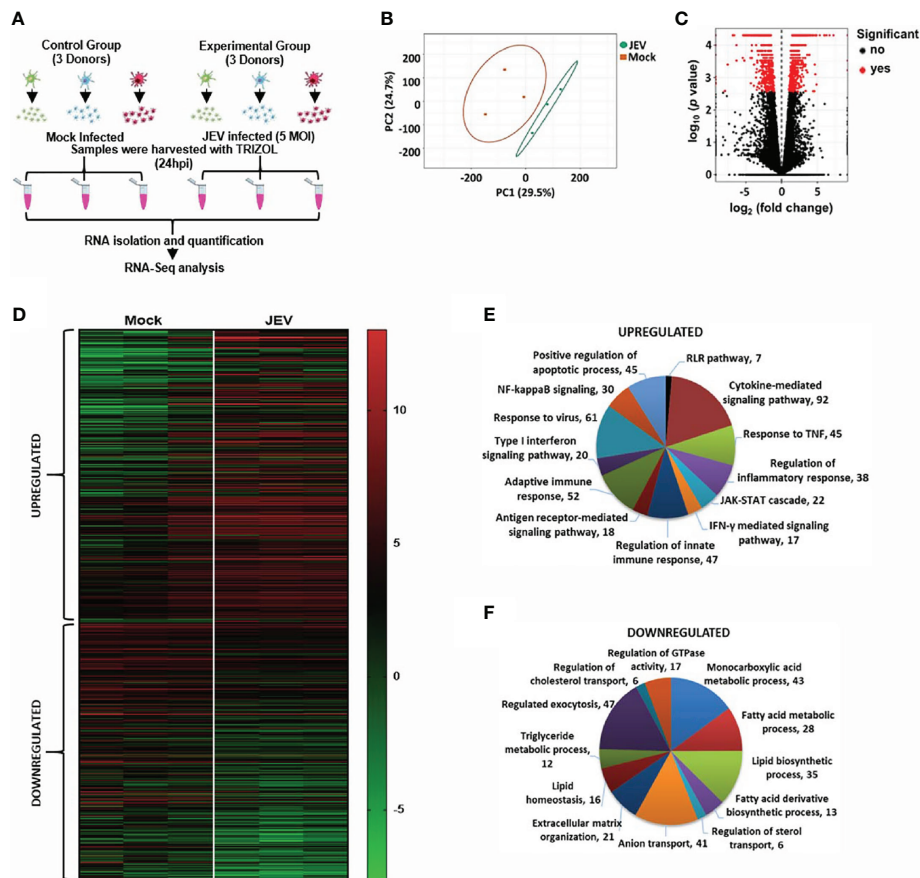 A
Control Group
(3 Donors)
Experimental Group
(3 Donors)
Mock Infected
JEV infected (5 MOI)
Samples were harvested with TRIZOL
(24hpi)
RNA isolation and quantification
RNA-Seq analysis
B
JEV
Mock
PC2 (24.7%)
200
100
0
-100
-200
-200
0
200
PC1 (29.5%)
C
Significant
no
yes
log10 (p value)
4
3
2
1
0
-5
0
5
log2 (fold change)
D
Mock
JEV
UPREGULATED
DOWNREGULATED
10
5
0
-5
E
UPREGULATED
Positive regulation of
apoptotic process, 45
RLR pathway, 7
NF-kappaB signaling, 30
Cytokine-mediated
signaling pathway, 92
Response to virus, 61
Response to TNF, 45
Type I interferon
signaling pathway, 20
Regulation of
inflammatory response, 38
Adaptive immune
response, 52
JAK-STAT cascade, 22
Antigen receptor-mediated
signaling pathway, 18
IFN-γ mediated signaling
pathway, 17
Regulation of innate
immune response, 47
F
DOWNREGULATED
Regulation of GTPase
activity, 17
Regulation of
cholesterol transport, 6
Monocarboxylic acid
metabolic process, 43
Regulated exocytosis, 47
Fatty acid metabolic
process, 28
Triglyceride
metabolic process,
12
Lipid biosynthetic
process, 35
Lipid
homeostasis, 16
Fatty acid derivative
biosynthetic process, 13
Extracellular matrix
organization, 21
Regulation of sterol
transport, 6
Anion transport, 41